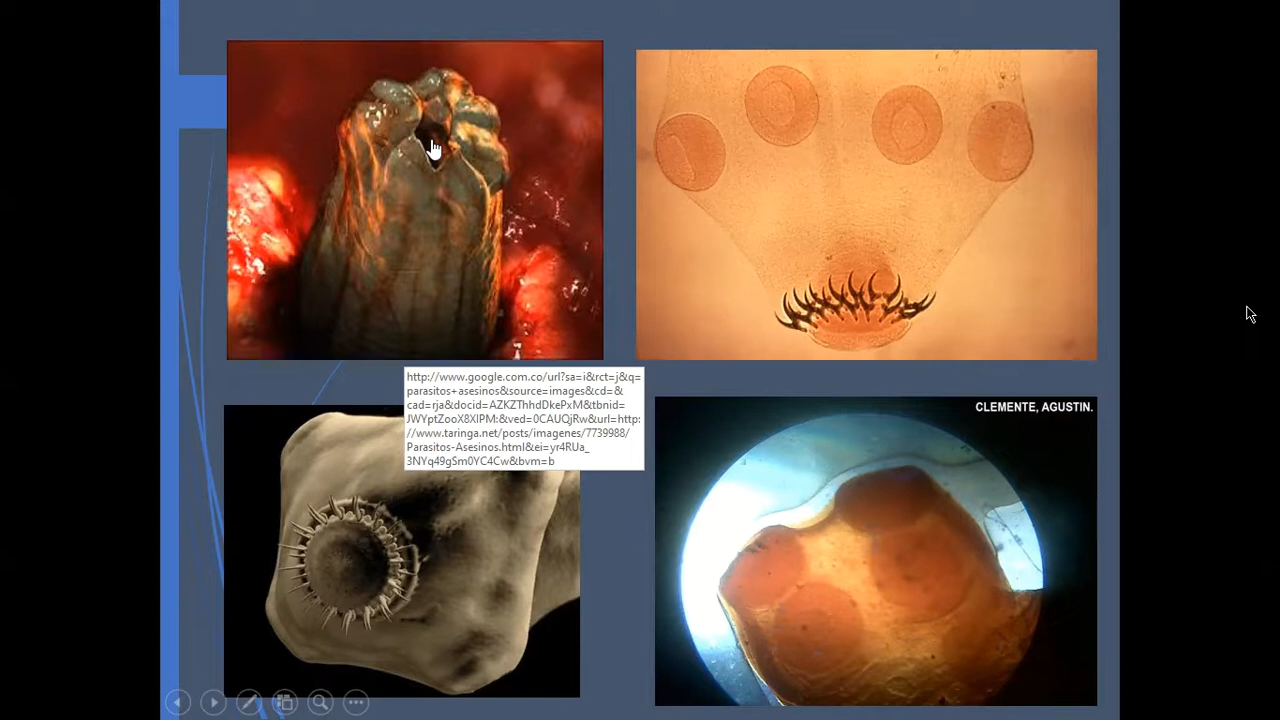 http://www.google.com.co/url?sa=i&rct=j&q=
parasitos+asesinos&source=images&cd=&
cad=rja&docid=AZKZThhdDkePxM&tbnid=
JWYptZooX8XlPM:&ved=0CAUQjRw&url=http:
//www.taringa.net/posts/imagenes/7739988/
Parasitos-Asesinos.html&ei=yr4RUa_
3NYq49gSm0YC4Cw&bvm=b
CLEMENTE, AGUSTIN.